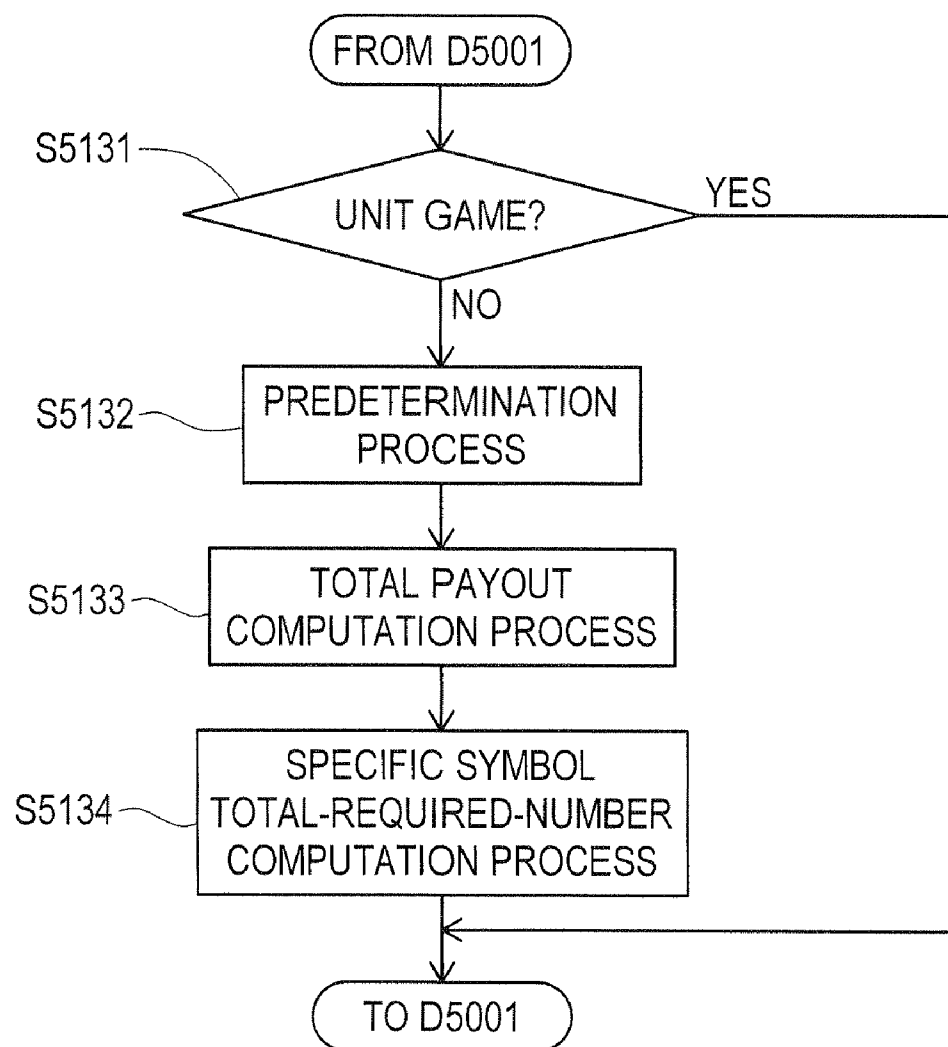 FROM D5001
S5131
UNIT GAME?
YES
NO
S5132
PREDETERMINATION
PROCESS
S5133
TOTAL PAYOUT
COMPUTATION PROCESS
S5134
SPECIFIC SYMBOL
TOTAL-REQUIRED-NUMBER
COMPUTATION PROCESS
TO D5001